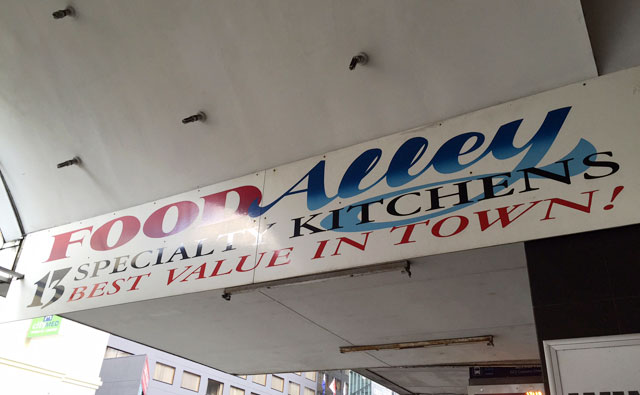 FOOD Alley
13 SPECIALTY KITCHENS
BEST VALUE IN TOWN!